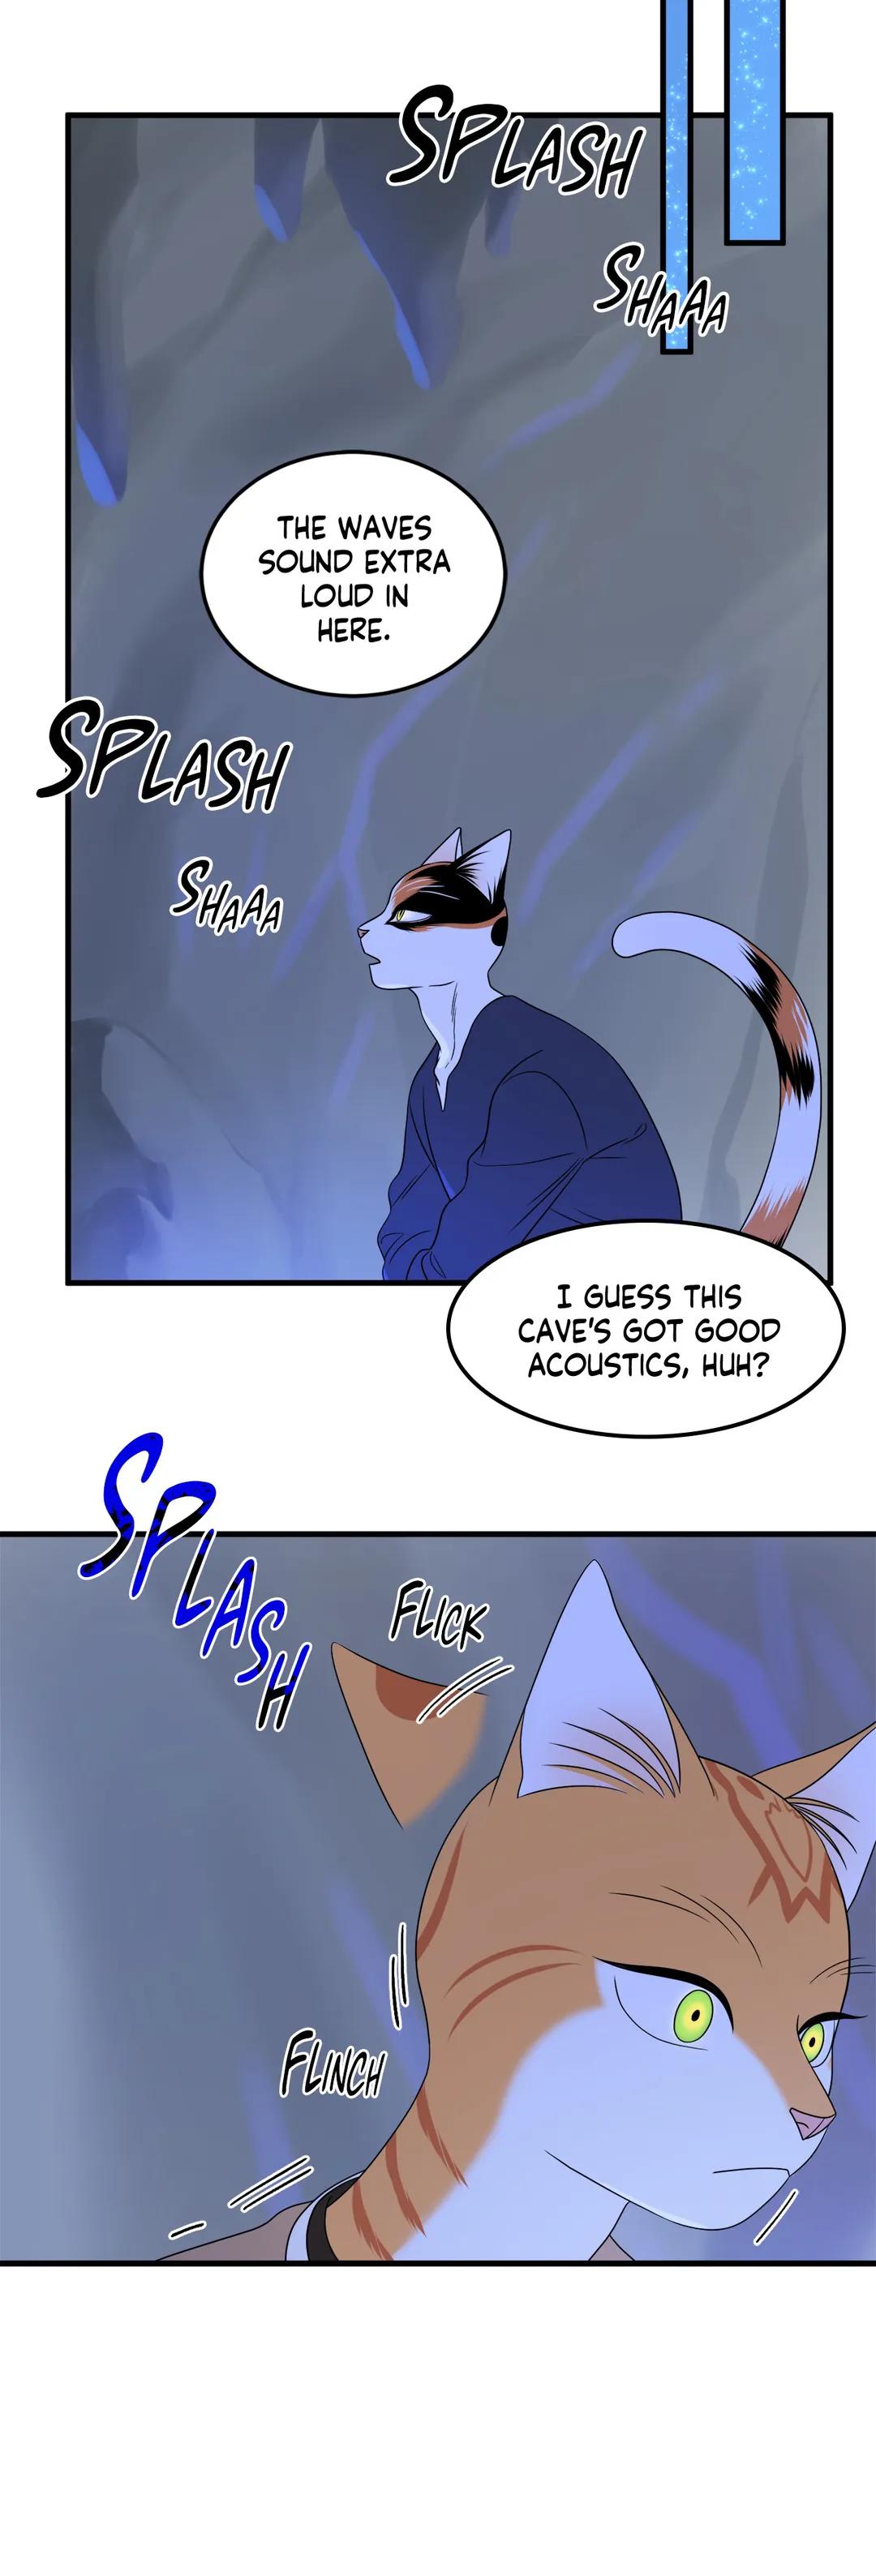 SPLASH
SHAAA
THE WAVES
SOUND EXTRA
LOUD IN
HERE.
SPLASH
SHAAA
I GUESS THIS
CAVE'S GOT GOOD
ACOUSTICS, HUH?
SPLASH
FLICK
FLINCH